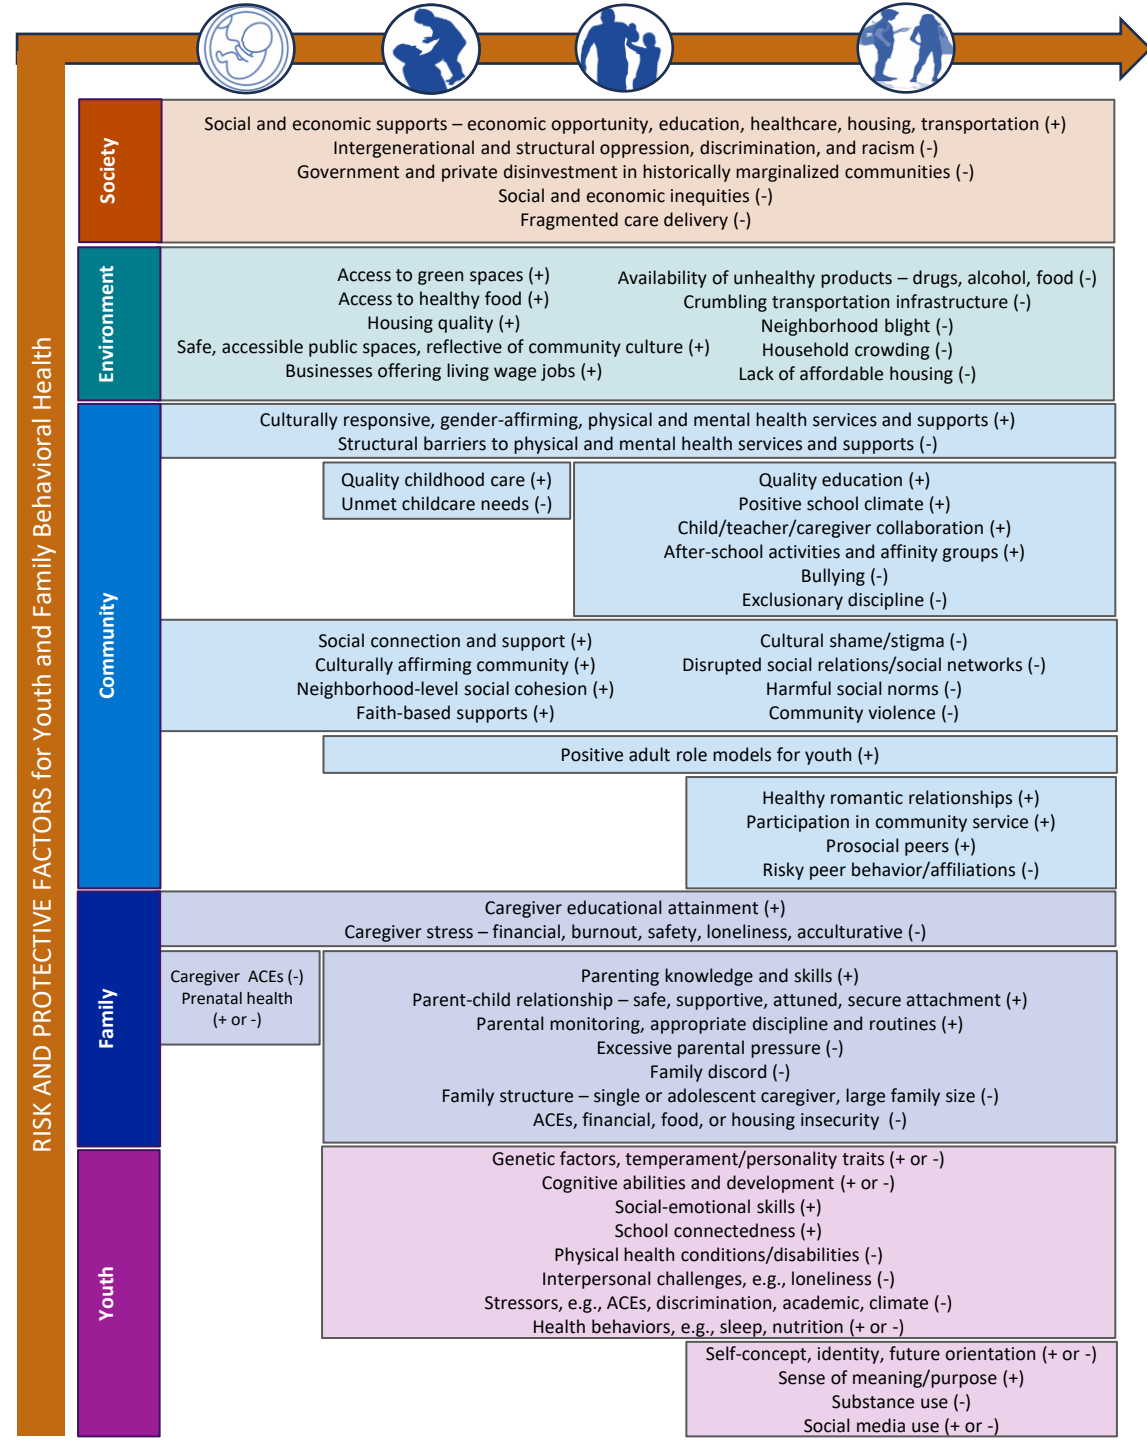 RISK AND PROTECTIVE FACTORS for Youth and Family Behavioral Health
Society
Social and economic supports – economic opportunity, education, healthcare, housing, transportation (+)
Intergenerational and structural oppression, discrimination, and racism (-)
Government and private disinvestment in historically marginalized communities (-)
Social and economic inequities (-)
Fragmented care delivery (-)
Environment
Access to green spaces (+)
Access to healthy food (+)
Housing quality (+)
Safe, accessible public spaces, reflective of community culture (+)
Businesses offering living wage jobs (+)
Availability of unhealthy products – drugs, alcohol, food (-)
Crumbling transportation infrastructure (-)
Neighborhood blight (-)
Household crowding (-)
Lack of affordable housing (-)
Community
Culturally responsive, gender-affirming, physical and mental health services and supports (+)
Structural barriers to physical and mental health services and supports (-)
Quality childhood care (+)
Unmet childcare needs (-)
Quality education (+)
Positive school climate (+)
Child/teacher/caregiver collaboration (+)
After-school activities and affinity groups (+)
Bullying (-)
Exclusionary discipline (-)
Social connection and support (+)
Culturally affirming community (+)
Neighborhood-level social cohesion (+)
Faith-based supports (+)
Cultural shame/stigma (-)
Disrupted social relations/social networks (-)
Harmful social norms (-)
Community violence (-)
Positive adult role models for youth (+)
Healthy romantic relationships (+)
Participation in community service (+)
Prosocial peers (+)
Risky peer behavior/affiliations (-)
Family
Caregiver educational attainment (+)
Caregiver stress – financial, burnout, safety, loneliness, acculturative (-)
Caregiver ACEs (-)
Prenatal health
(+ or -)
Parenting knowledge and skills (+)
Parent-child relationship – safe, supportive, attuned, secure attachment (+)
Parental monitoring, appropriate discipline and routines (+)
Excessive parental pressure (-)
Family discord (-)
Family structure – single or adolescent caregiver, large family size (-)
ACEs, financial, food, or housing insecurity (-)
Youth
Genetic factors, temperament/personality traits (+ or -)
Cognitive abilities and development (+ or -)
Social-emotional skills (+)
School connectedness (+)
Physical health conditions/disabilities (-)
Interpersonal challenges, e.g., loneliness (-)
Stressors, e.g., ACEs, discrimination, academic, climate (-)
Health behaviors, e.g., sleep, nutrition (+ or -)
Self-concept, identity, future orientation (+ or -)
Sense of meaning/purpose (+)
Substance use (-)
Social media use (+ or -)